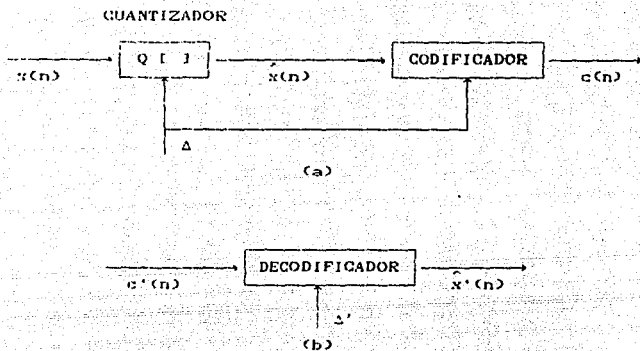 CUANTIZADOR
Q [ ]
CODIFICADOR
x(n)
x̂(n)
c(n)
Δ
(a)
DECODIFICADOR
c'(n)
x̂'(n)
Δ'
(b)